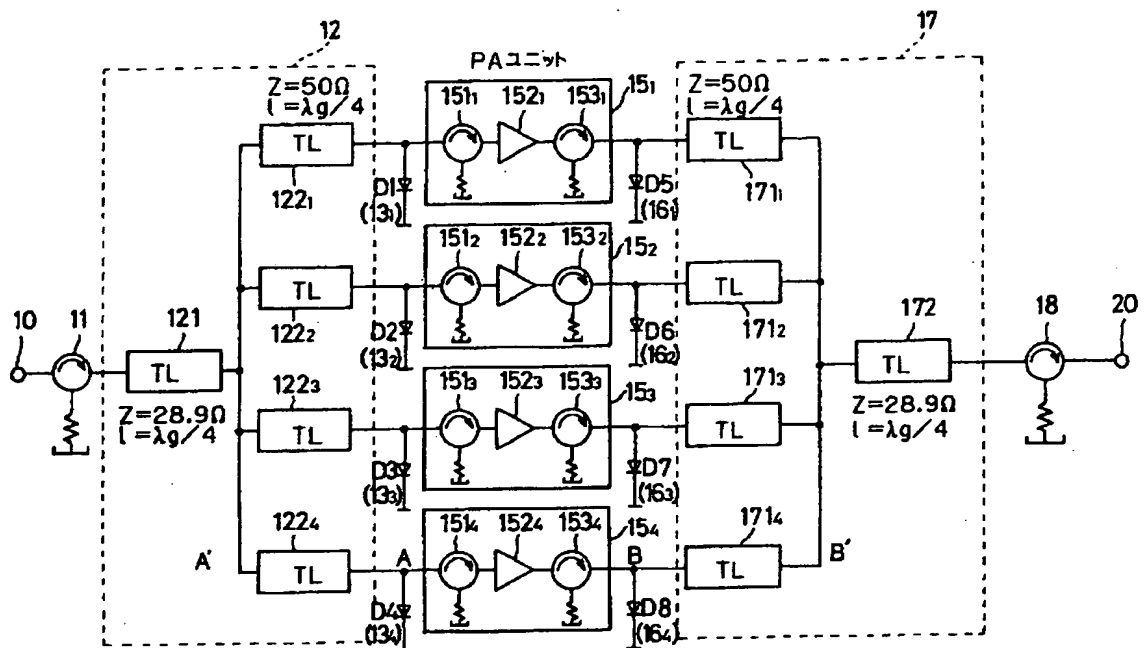 12
17
PAユニット
Z=50Ω
l=λg/4
151₁ 152₁ 153₁
15₁
Z=50Ω
l=λg/4
TL
TL
122₁
D1
(13₁)
D5
(16₁)
171₁
151₂ 152₂ 153₂
15₂
TL
TL
122₂
D2
(13₂)
D6
(16₂)
171₂
10
11
121
TL
Z=28.9Ω
l=λg/4
172
TL
Z=28.9Ω
l=λg/4
18
20
122₃
TL
151₃ 152₃ 153₃
15₃
171₃
TL
D3
(13₃)
D7
(16₃)
122₄
TL
151₄ 152₄ 153₄
15₄
171₄
TL
A'
A
B
B'
D4
(13₄)
D8
(16₄)